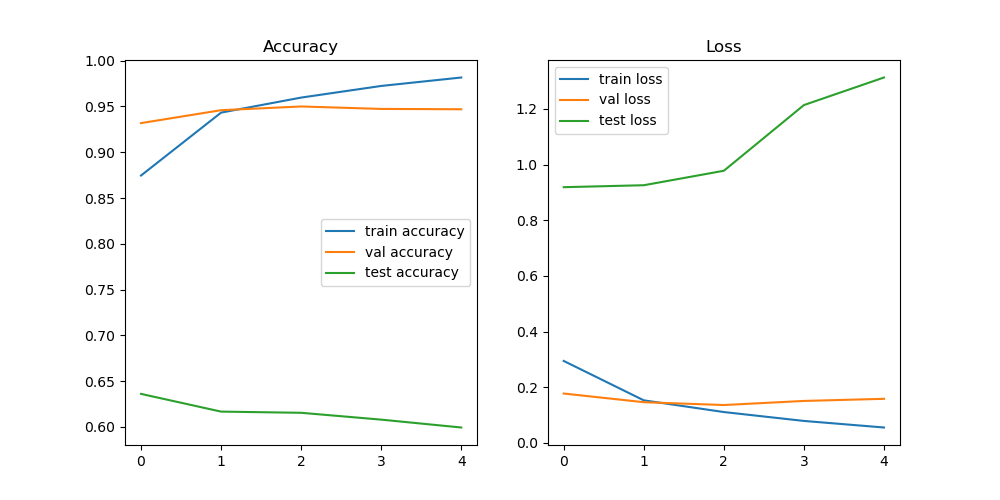 Accuracy
1.00
0.95
0.90
0.85
0.80
0.75
0.70
0.65
0.60
train accuracy
val accuracy
test accuracy
0 1 2 3 4
Loss
train loss
val loss
test loss
1.2
1.0
0.8
0.6
0.4
0.2
0.0
0 1 2 3 4